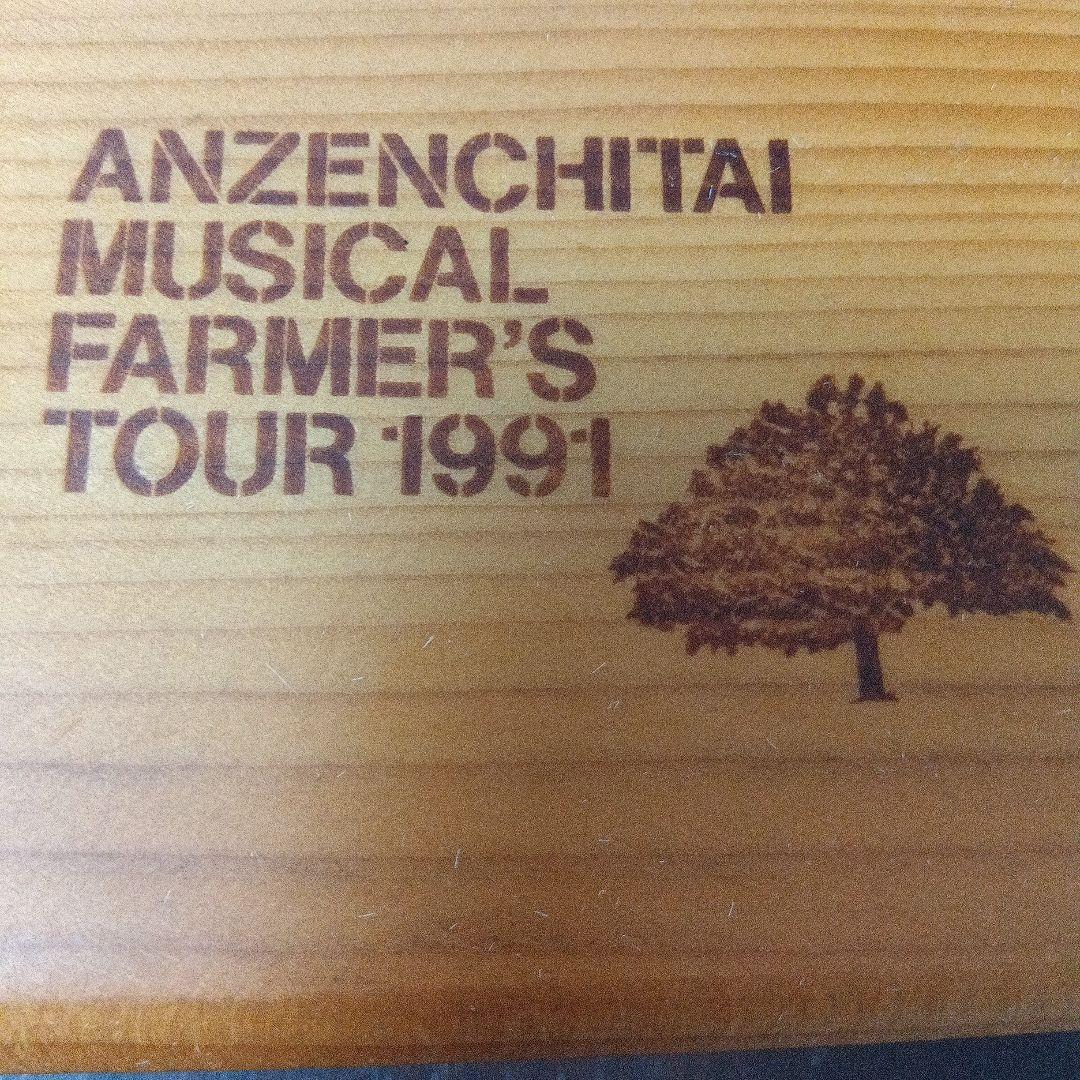 ANZENCHITAI
MUSICAL
FARMER'S
TOUR 1991